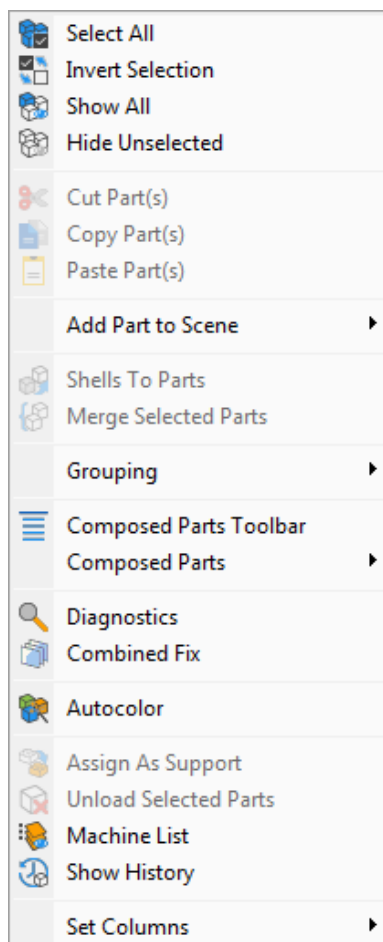 Select All
Invert Selection
Show All
Hide Unselected
Cut Part(s)
Copy Part(s)
Paste Part(s)
Add Part to Scene
Shells To Parts
Merge Selected Parts
Grouping
Composed Parts Toolbar
Composed Parts
Diagnostics
Combined Fix
Autocolor
Assign As Support
Unload Selected Parts
Machine List
Show History
Set Columns